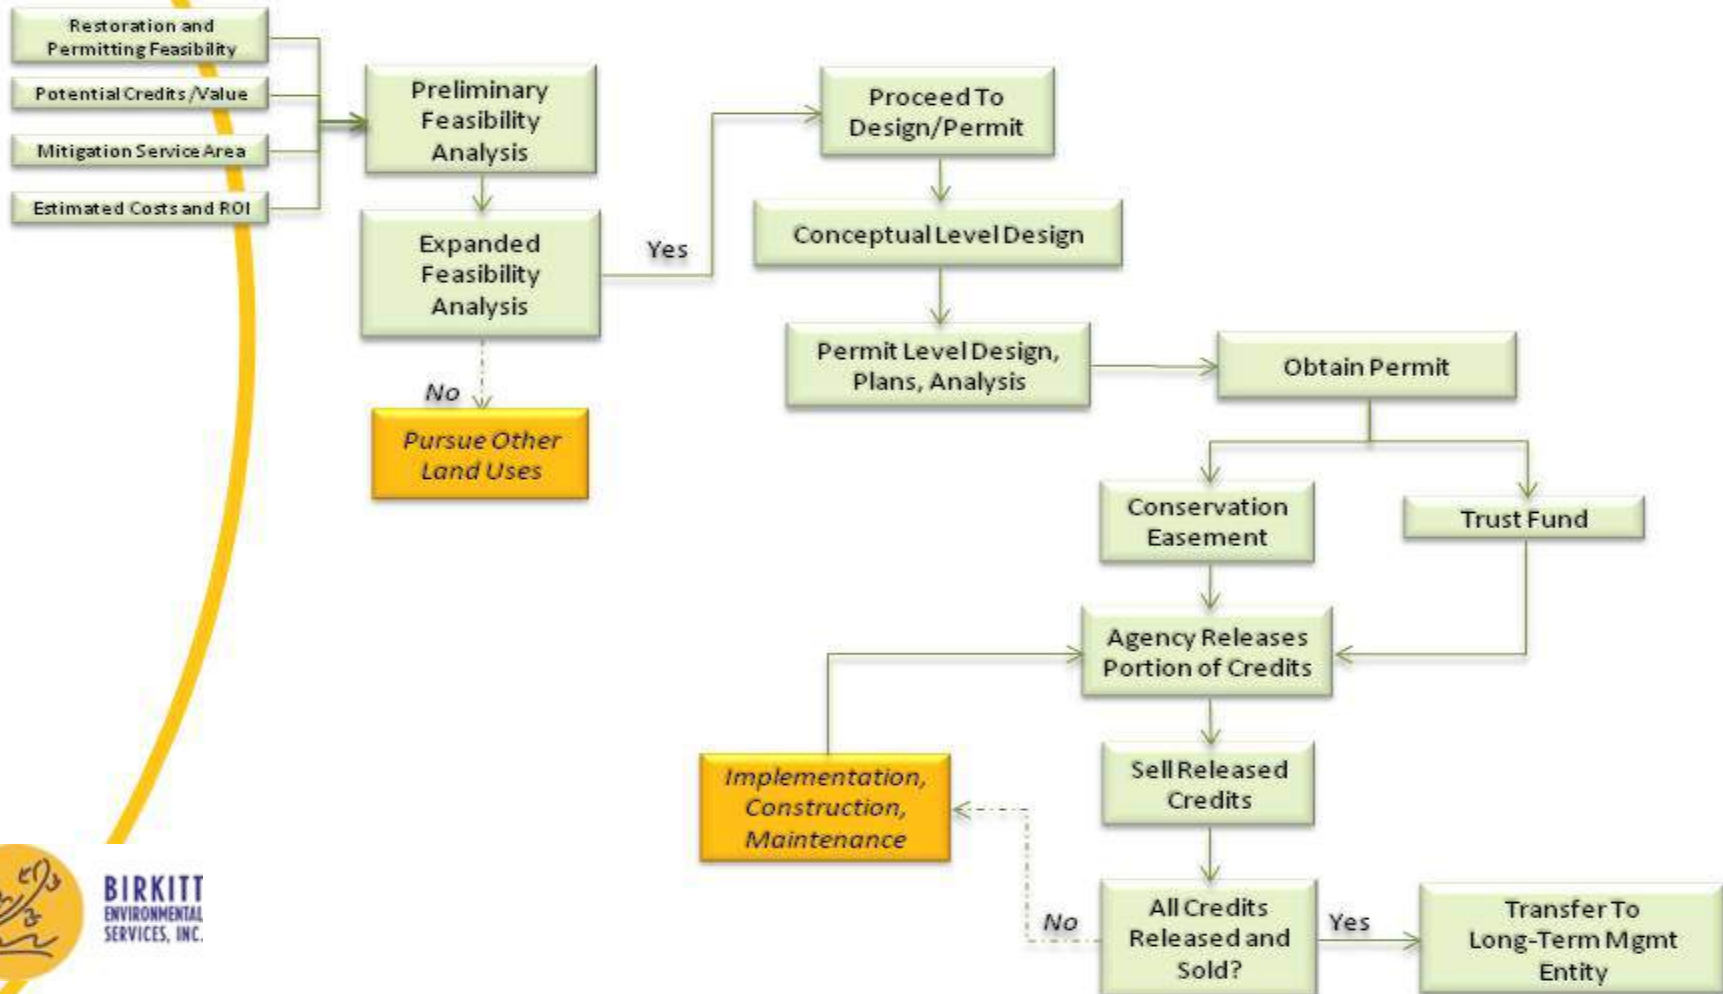 Restoration and
Permitting Feasibility
Potential Credits/Value
Mitigation Service Area
Estimated Costs and ROI
Preliminary
Feasibility
Analysis
Expanded
Feasibility
Analysis
Yes
No
Pursue Other
Land Uses
Proceed To
Design/Permit
Conceptual Level Design
Permit Level Design,
Plans, Analysis
Obtain Permit
Conservation
Easement
Trust Fund
Agency Releases
Portion of Credits
Sell Released
Credits
Implementation,
Construction,
Maintenance
All Credits
Released and
Sold?
No
Yes
Transfer To
Long-Term Mgmt
Entity
BIRKITT
ENVIRONMENTAL
SERVICES, INC.